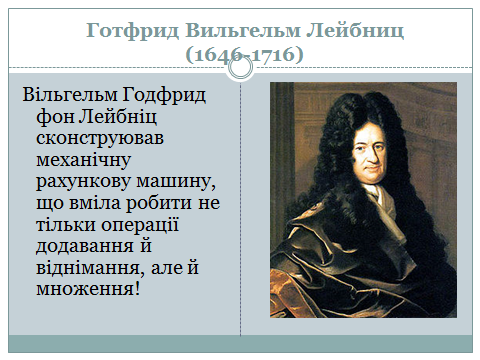 Готфрид Вильгельм Лейбниц
(1646-1716)
Вільгельм Годфрид
фон Лейбніц
сконструював
механічну
рахункову машину,
що вміла робити не
тільки операції
додавання й
віднімання, але й
множення!